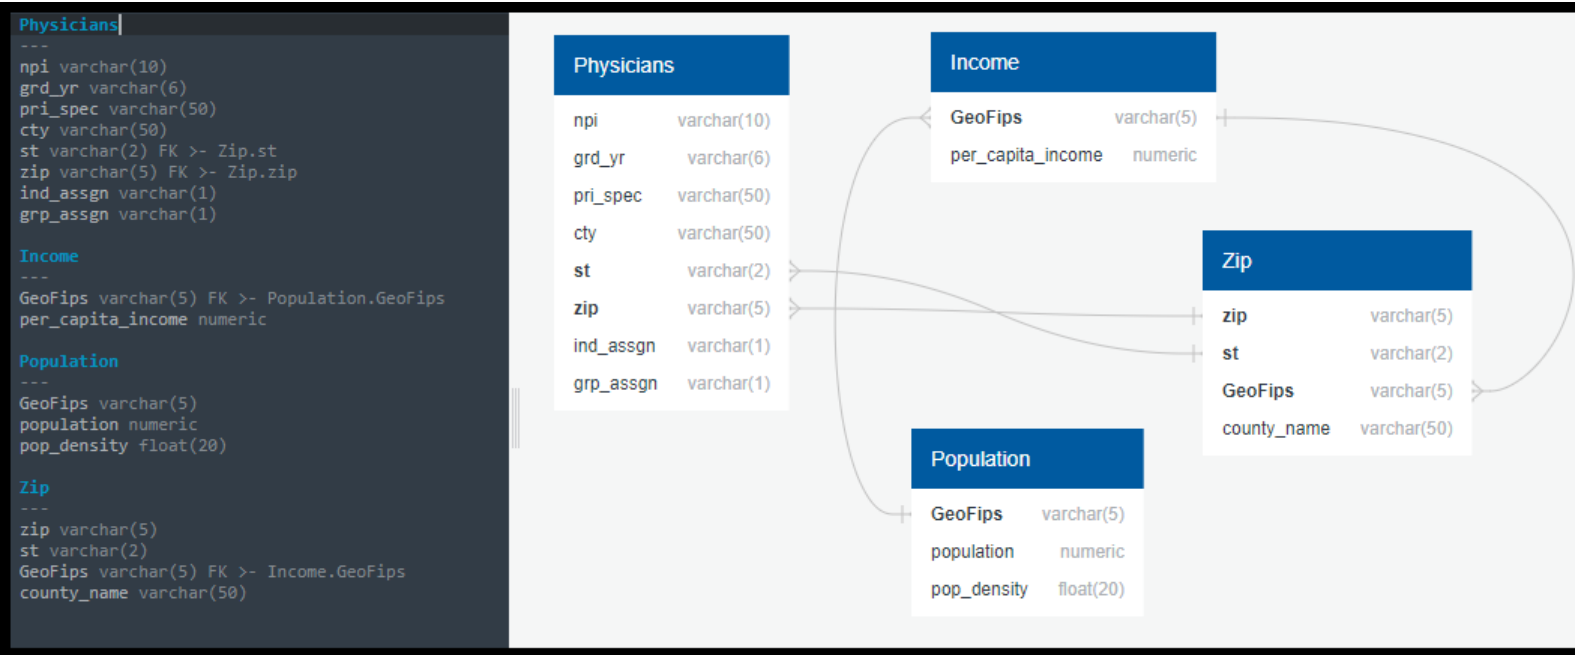 Physicians
---
npi varchar(10)
grd_yr varchar(6)
pri_spec varchar(50)
cty varchar(50)
st varchar(2) FK >- Zip.st
zip varchar(5) FK >- Zip.zip
ind_assgn varchar(1)
grp_assgn varchar(1)
Income
---
GeoFips varchar(5) FK >- Population.GeoFips
per_capita_income numeric
Population
---
GeoFips varchar(5)
population numeric
pop_density float(20)
Zip
---
zip varchar(5)
st varchar(2)
GeoFips varchar(5) FK >- Income.GeoFips
county_name varchar(50)
Physicians
npi varchar(10)
grd_yr varchar(6)
pri_spec varchar(50)
cty varchar(50)
st varchar(2)
zip varchar(5)
ind_assgn varchar(1)
grp_assgn varchar(1)
Income
GeoFips varchar(5)
per_capita_income numeric
Zip
zip varchar(5)
st varchar(2)
GeoFips varchar(5)
county_name varchar(50)
Population
GeoFips varchar(5)
population numeric
pop_density float(20)